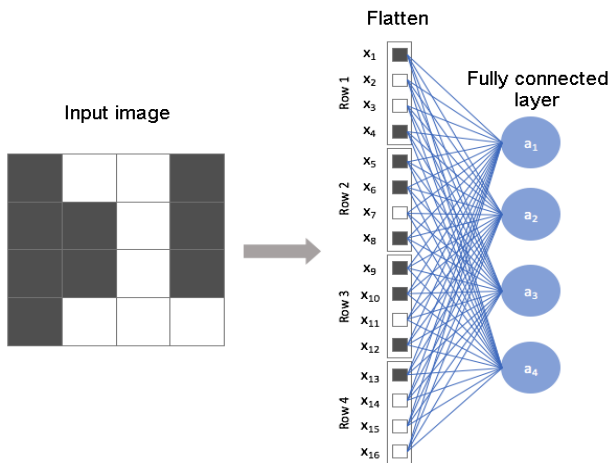 Flatten
Fully connected
layer
Input image
Row 1
x₁
x₂
x₃
x₄
Row 2
x₅
x₆
x₇
x₈
Row 3
x₉
x₁₀
x₁₁
x₁₂
Row 4
x₁₃
x₁₄
x₁₅
x₁₆
a₁
a₂
a₃
a₄